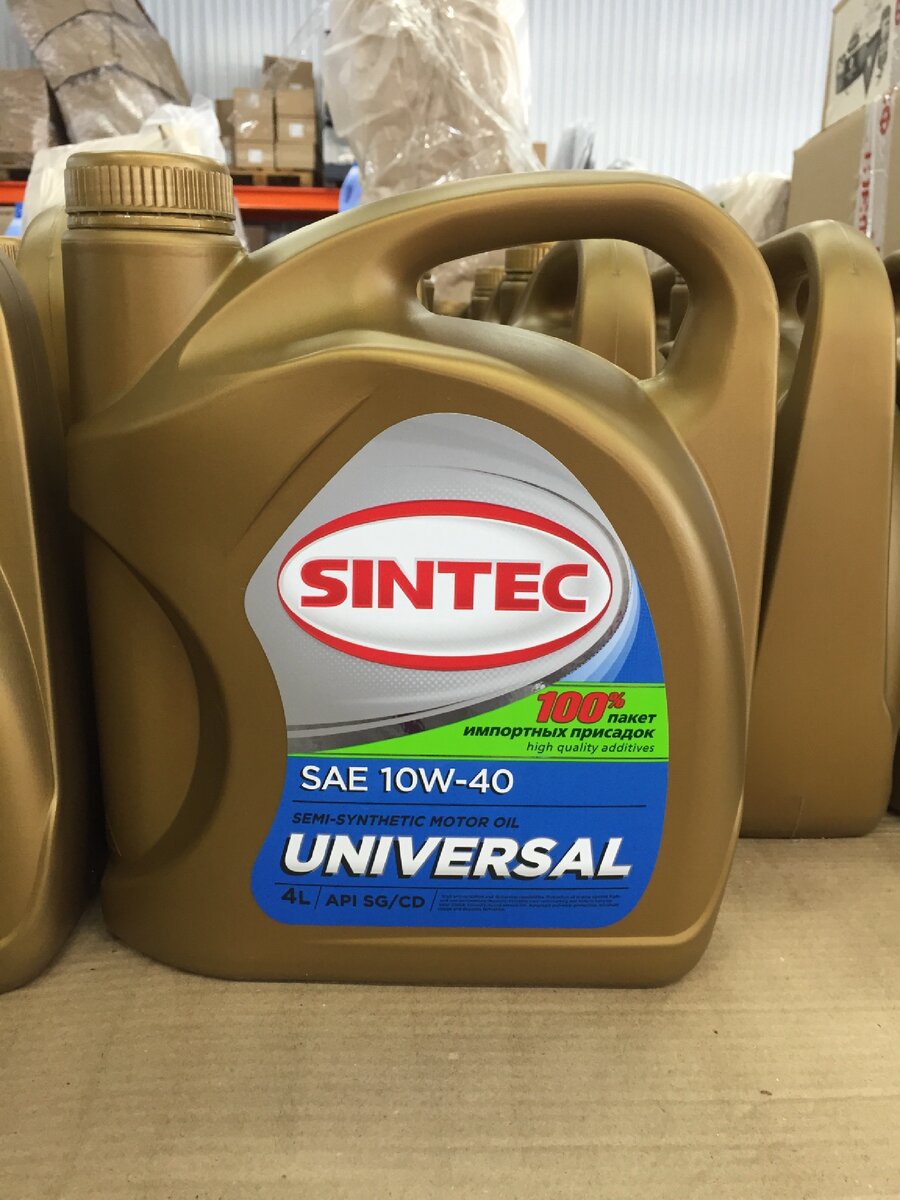 SINTEC
100%
пакет
импортных присадок
high quality additives
SAE 10W-40
SEMI-SYNTHETIC MOTOR OIL
UNIVERSAL
4L API SG/CD